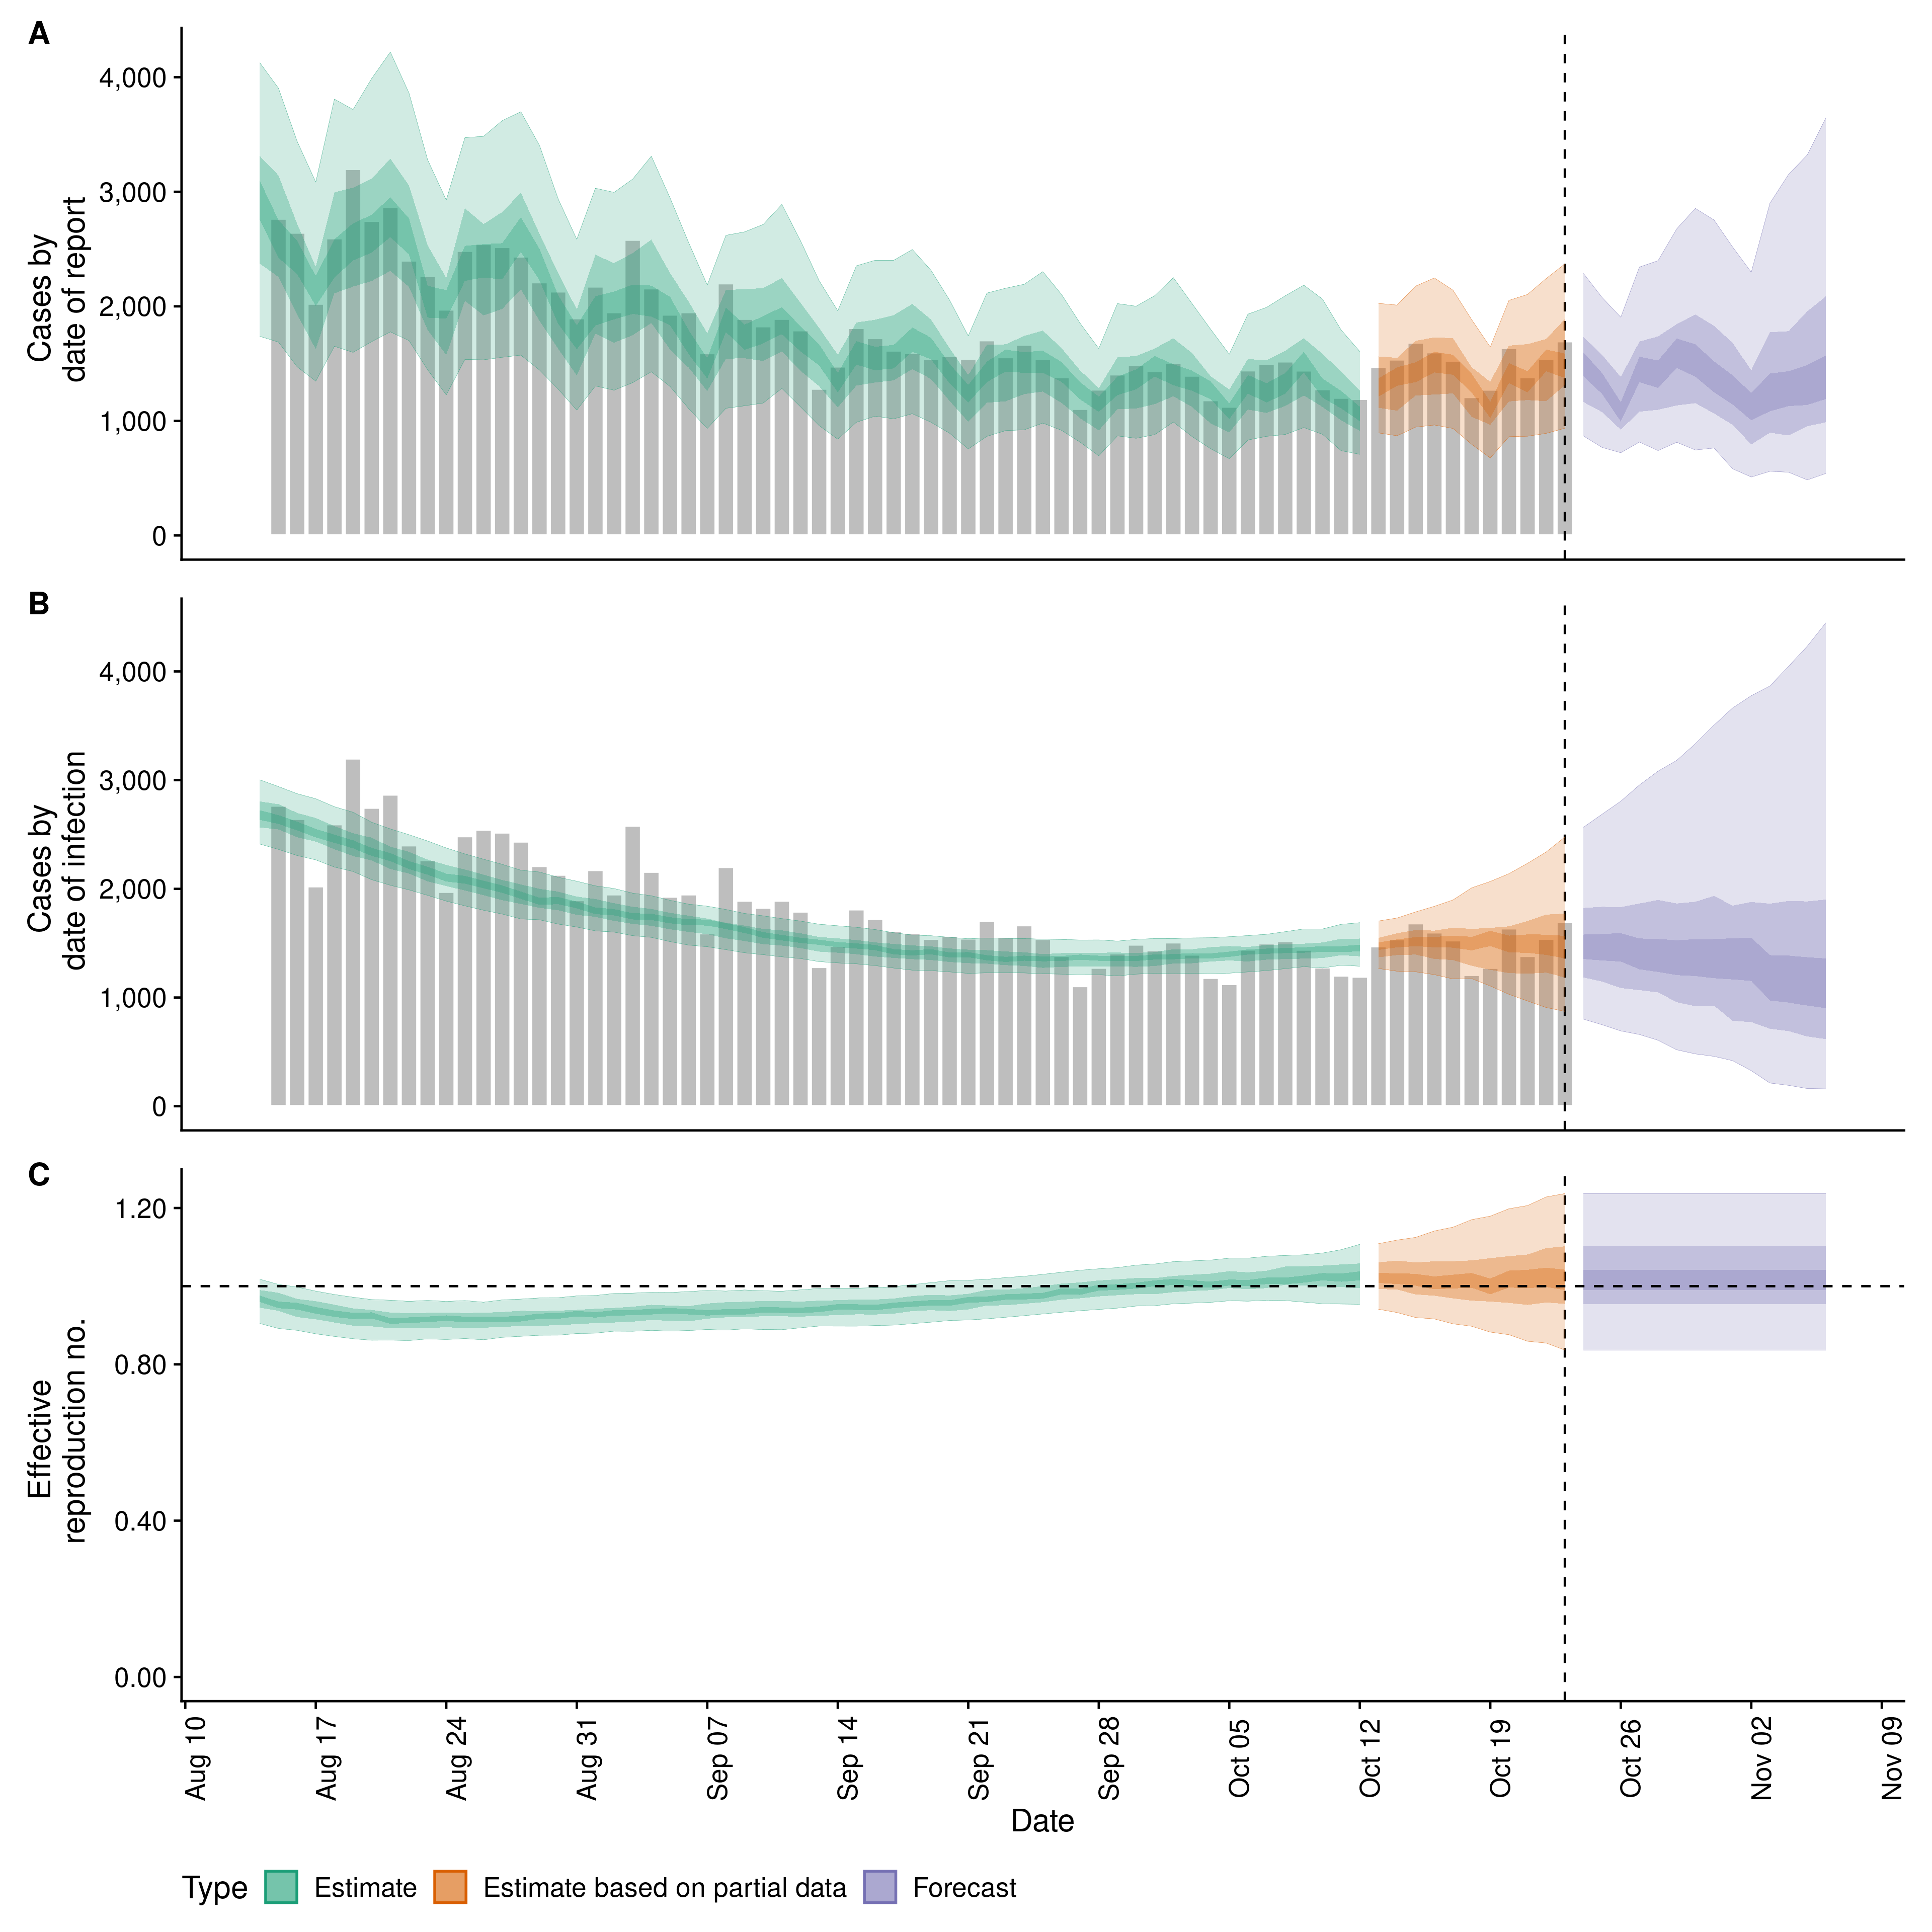 A
Cases by
date of report
4,000
3,000
2,000
1,000
0
B
Cases by
date of infection
4,000
3,000
2,000
1,000
0
C
Effective
reproduction no.
1.20
0.80
0.40
0.00
Aug 10
Aug 17
Aug 24
Aug 31
Sep 07
Sep 14
Sep 21
Sep 28
Oct 05
Oct 12
Oct 19
Oct 26
Nov 02
Nov 09
Date
Type Estimate Estimate based on partial data Forecast